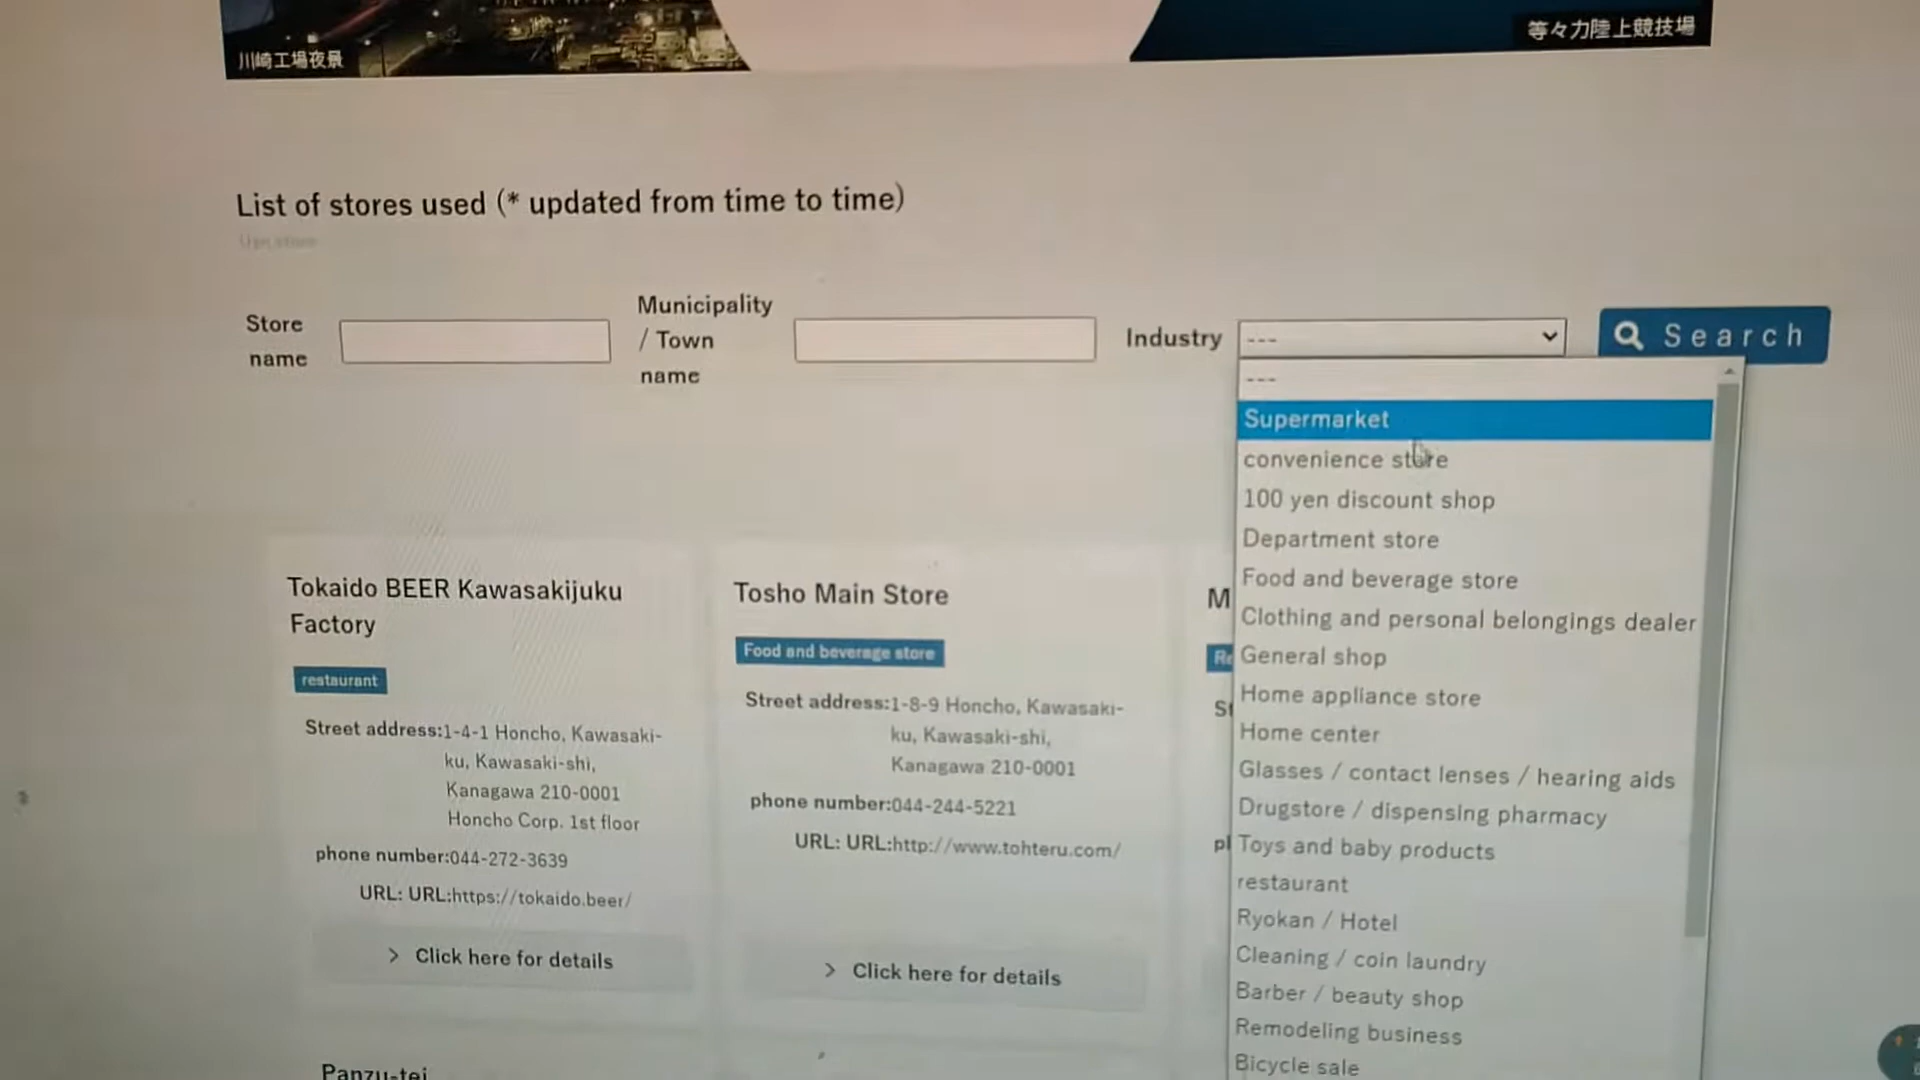 川崎工場夜景
等々力陸上競技場
List of stores used (* updated from time to time)
Store
name
Municipality
/ Town
name
Industry
---
Search
---
Supermarket
convenience store
100 yen discount shop
Department store
Food and beverage store
Clothing and personal belongings dealer
General shop
Home appliance store
Home center
Glasses / contact lenses / hearing aids
Drugstore / dispensing pharmacy
Toys and baby products
restaurant
Ryokan / Hotel
Cleaning / coin laundry
Barber / beauty shop
Remodeling business
Bicycle sale
Tokaido BEER Kawasakijuku
Factory
restaurant
Street address:1-4-1 Honcho, Kawasaki-
ku, Kawasaki-shi,
Kanagawa 210-0001
Honcho Corp. 1st floor
phone number:044-272-3639
URL: URL:https://tokaido.beer/
> Click here for details
Tosho Main Store
Food and beverage store
Street address:1-8-9 Honcho, Kawasaki-
ku, Kawasaki-shi,
Kanagawa 210-0001
phone number:044-244-5221
URL: URL:http://www.tohteru.com/
> Click here for details
M
Re
St
pl
Panzu-tei